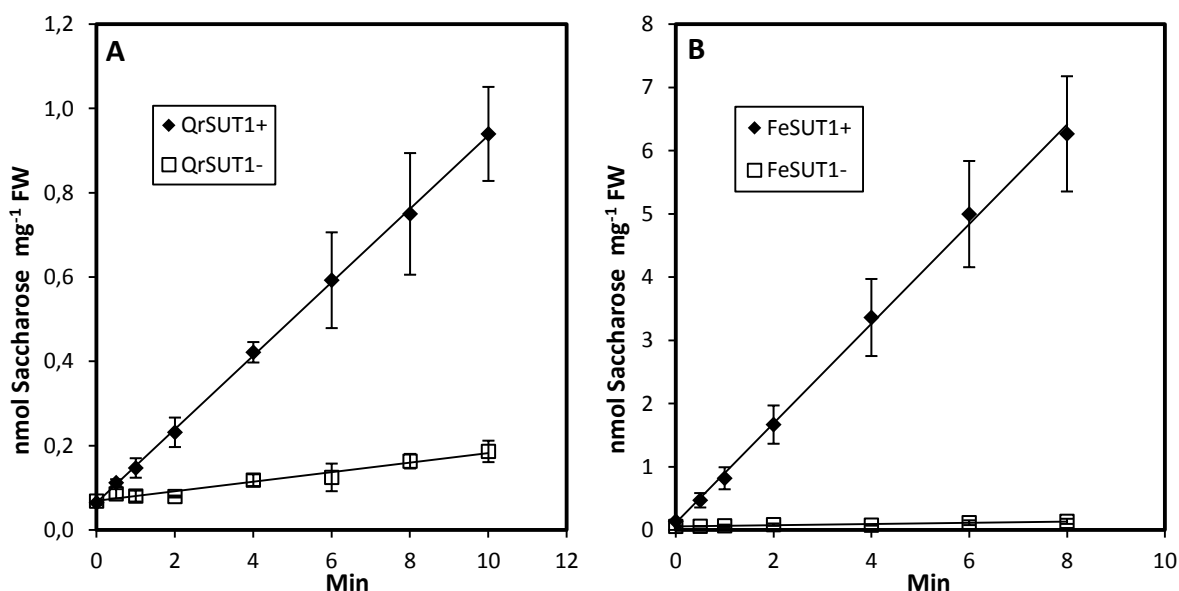 A
QrSUT1+
QrSUT1-
nmol Saccharose mg⁻¹ FW
1,2
1,0
0,8
0,6
0,4
0,2
0,0
0 2 4 6 8 10 12
Min
B
FeSUT1+
FeSUT1-
nmol Saccharose mg⁻¹ FW
8
7
6
5
4
3
2
1
0
0 2 4 6 8 10
Min